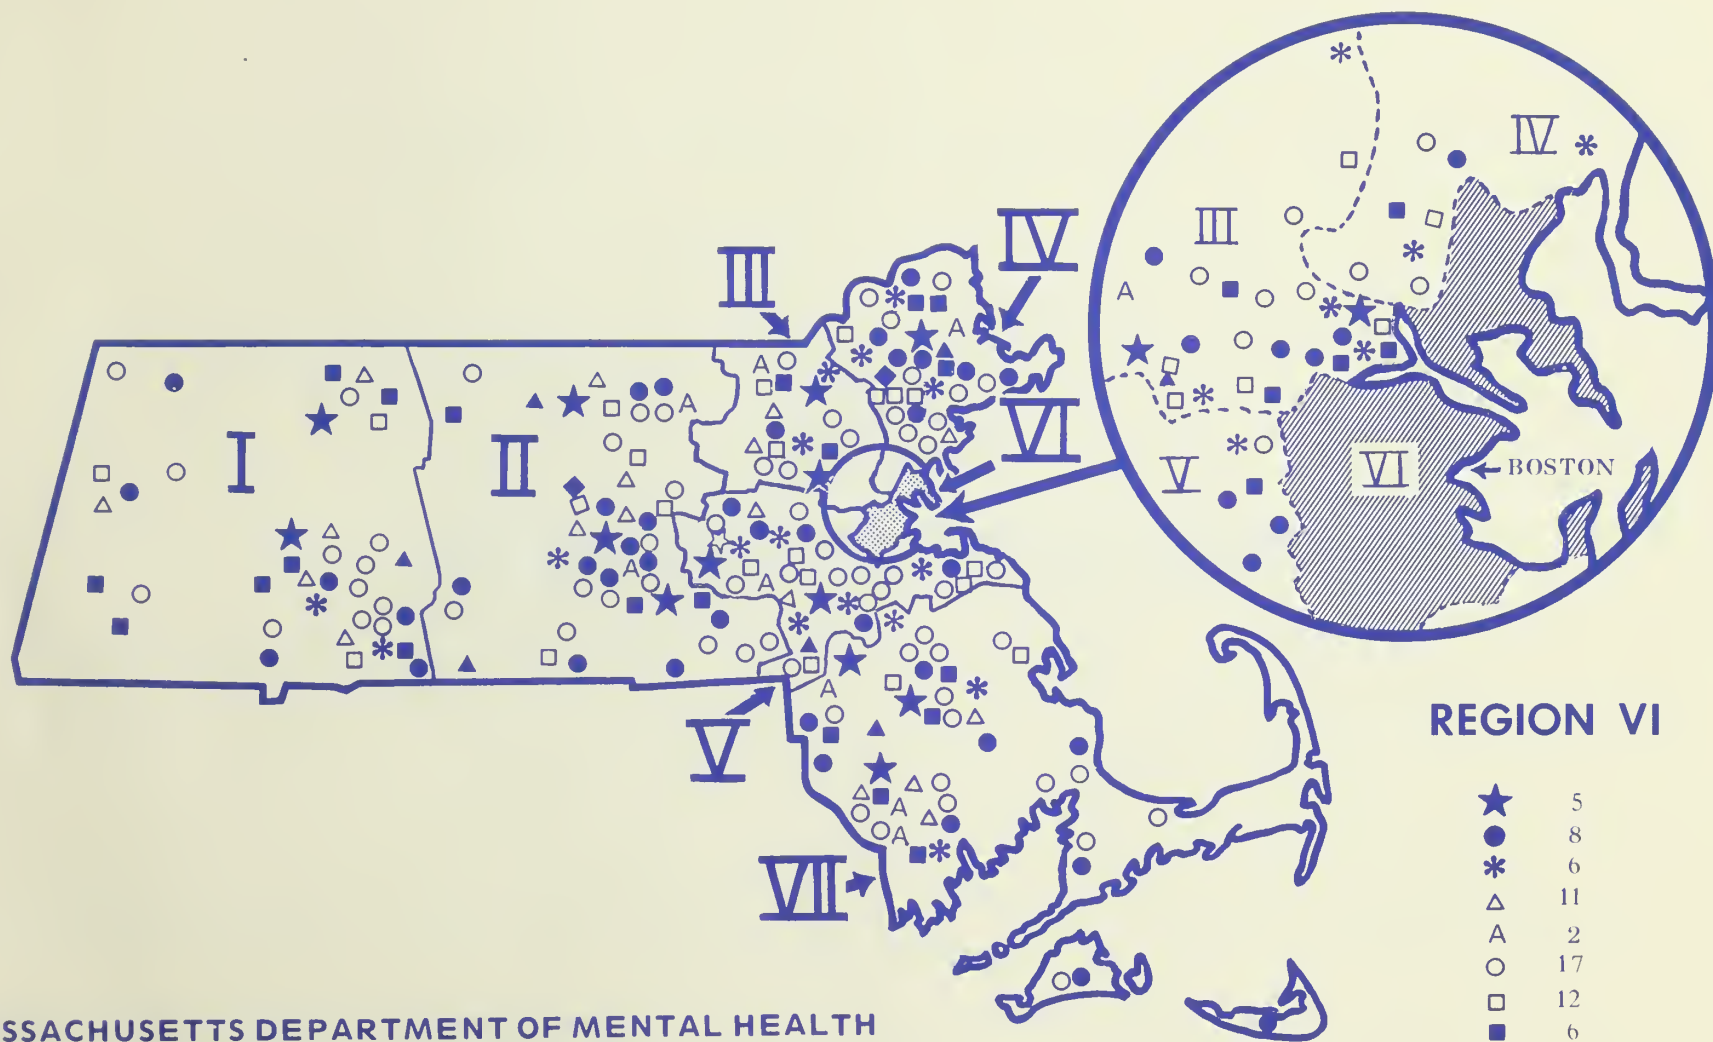 IV
III
IV
III
VI
I
II
V
VI
← BOSTON
V
VII
REGION VI
5
8
6
11
A 2
17
12
6
SSACHUSETTS DEPARTMENT OF MENTAL HEALTH